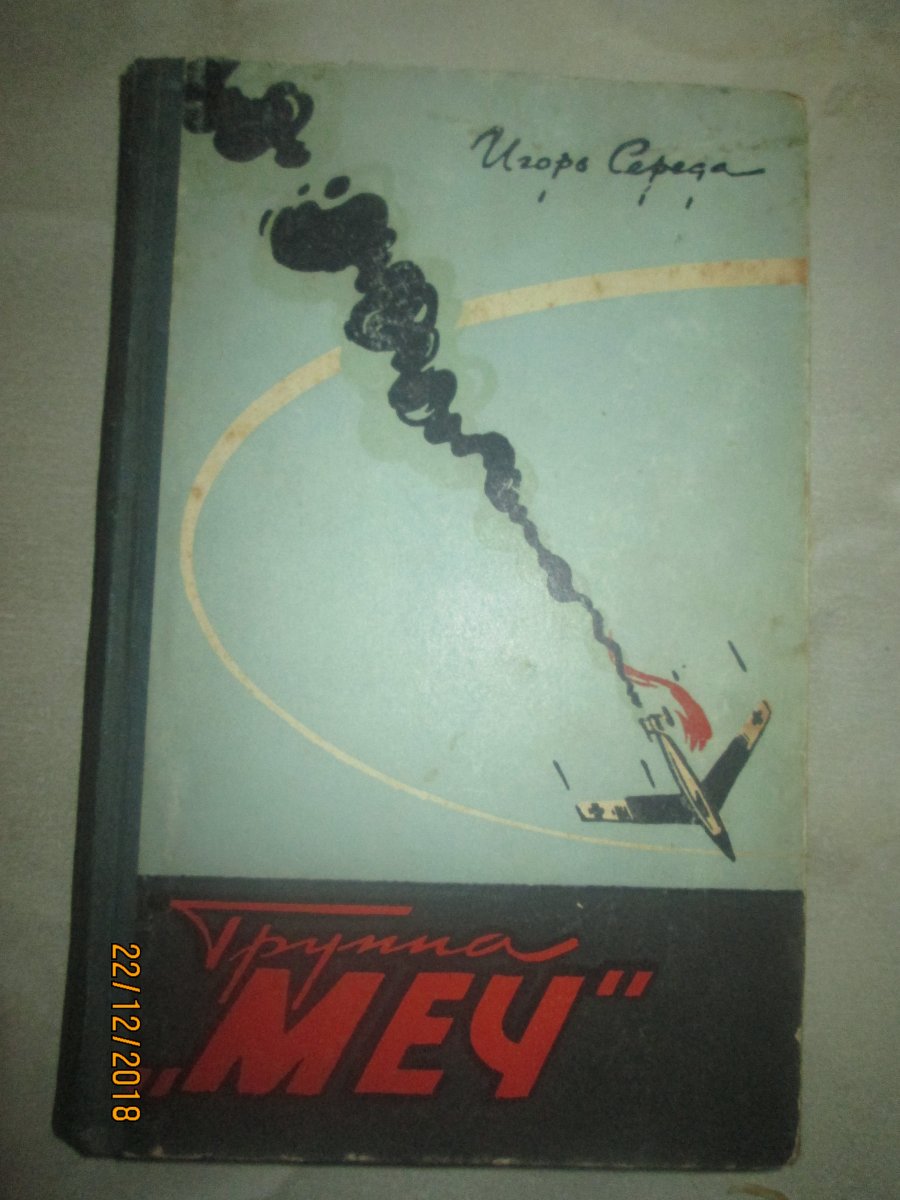 Игорь Середа
Группа
„МЕЧ"
22/12/2018